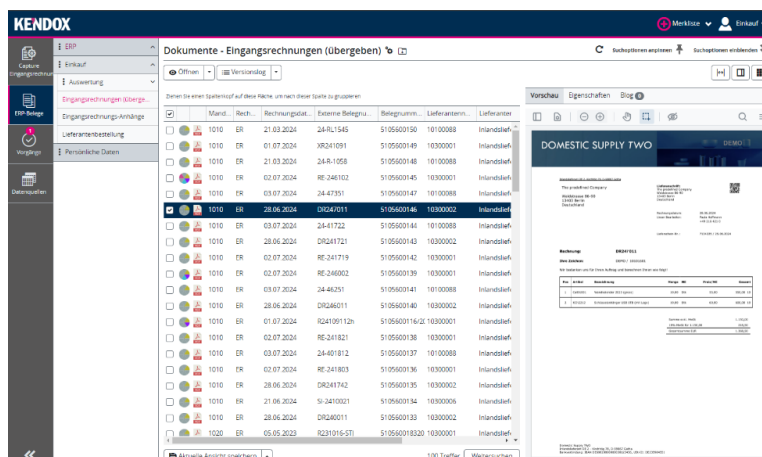 KENDOX
Merkliste
Einkauf
Capture
Eingangsrechnun
ERP-Belege
1
Vorgänge
Datenquellen
ERP
Einkauf
Auswertung
Eingangsrechnungen (überge...
Eingangsrechnungs-Anhänge
Lieferantenbestellung
Persönliche Daten
Dokumente - Eingangsrechnungen (übergeben)
Suchoptionen anpinnen
Suchoptionen einblenden
Öffnen
Versionslog
Ziehen Sie einen Spaltenkopf auf diese Fläche, um nach dieser Spalte zu gruppieren
Mand... Rech... Rechnungsdat... Externe Belegnu... Belegnumm... Lieferantenn... Lieferanter
1010 ER 21.03.2024 24-RL1545 5105600150 10100088 Inlandslief
1010 ER 01.07.2024 XR241091 5105600149 10300001 Inlandslief
1010 ER 21.03.2024 24-R-1058 5105600148 10100088 Inlandslief
1010 ER 02.07.2024 RE-246102 5105600145 10300001 Inlandslief
1010 ER 03.07.2024 24-47351 5105600147 10100088 Inlandslief
1010 ER 28.06.2024 DR247011 5105600146 10300002 Inlandslief
1010 ER 03.07.2024 24-41722 5105600144 10100088 Inlandslief
1010 ER 28.06.2024 DR241721 5105600143 10300002 Inlandslief
1010 ER 02.07.2024 RE-241719 5105600142 10300001 Inlandslief
1010 ER 02.07.2024 RE-246002 5105600139 10300001 Inlandslief
1010 ER 03.07.2024 24-46251 5105600141 10100088 Inlandslief
1010 ER 28.06.2024 DR246011 5105600140 10300002 Inlandslief
1010 ER 01.07.2024 R24109112h 5105600116/2( 10300001 Inlandslief
1010 ER 02.07.2024 RE-241821 5105600138 10300001 Inlandslief
1010 ER 03.07.2024 24-401812 5105600137 10100088 Inlandslief
1010 ER 02.07.2024 RE-241803 5105600136 10300001 Inlandslief
1010 ER 28.06.2024 DR241742 5105600135 10300002 Inlandslief
1010 ER 21.06.2024 SI-2410021 5105600134 10300006 Inlandslief
1010 ER 28.06.2024 DR240011 5105600133 10300002 Inlandslief
1020 ER 05.05.2023 R231016-STI 51056001832​0 10300001 Inlandslief
Aktuelle Ansicht speichern
100 Treffer
Weitersuchen
Vorschau Eigenschaften Blog 0
DOMESTIC SUPPLY TWO
DEMO
Rechnung: DR247011